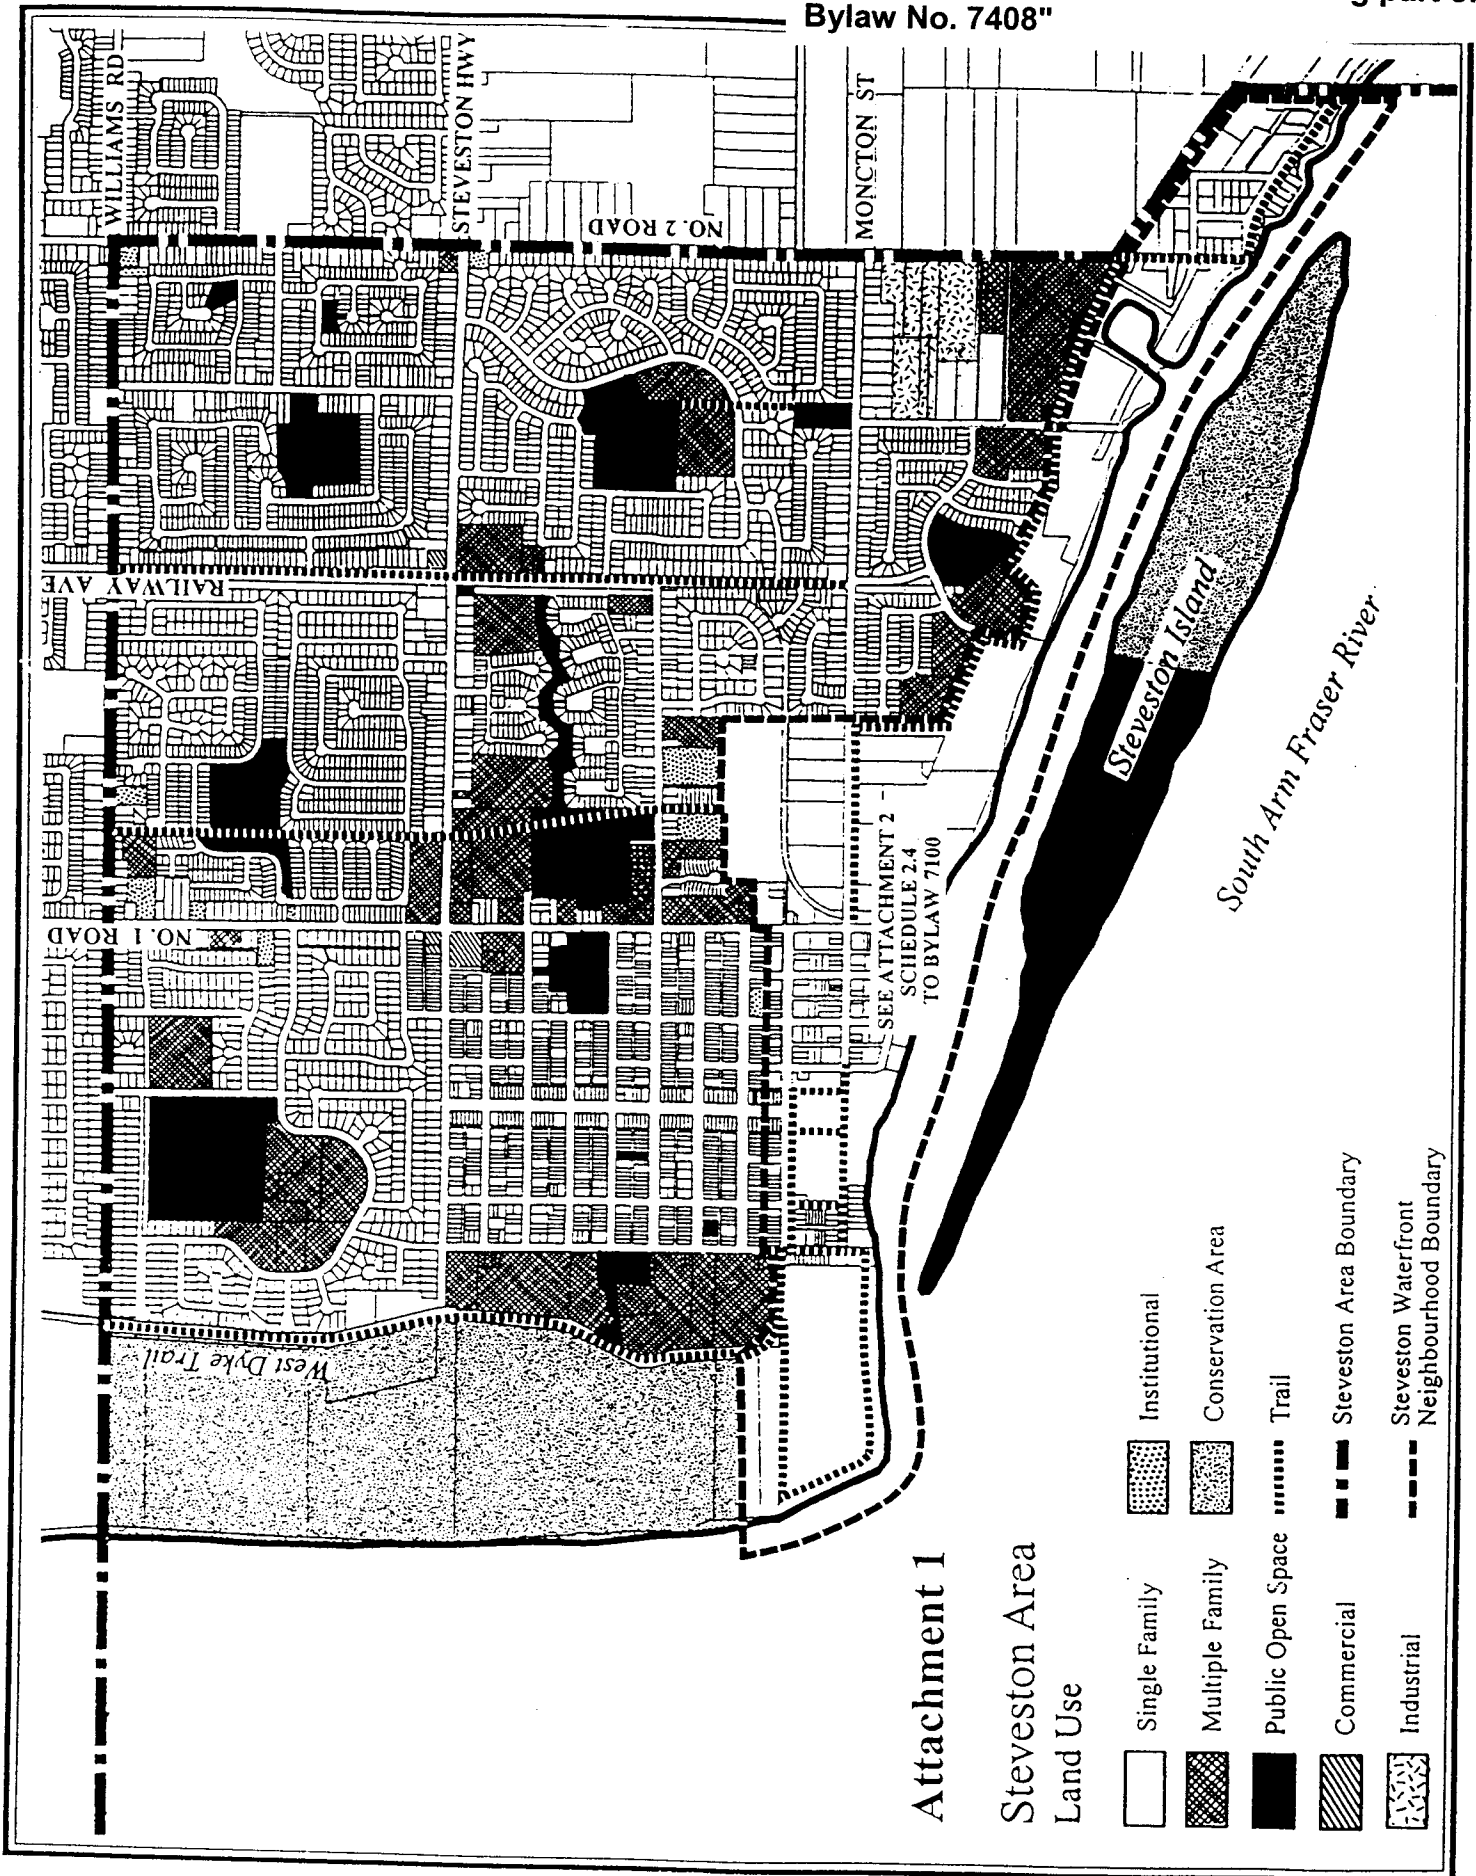 g part of
Bylaw No. 7408"
WILLIAMS RD
STEVESTON HWY
MONCTON ST
NO. 2 ROAD
RAILWAY AVE
NO. 1 ROAD
SEE ATTACHMENT 2 –
SCHEDULE 2.4
TO BYLAW 7100
Steveston Island
South Arm Fraser River
West Dyke Trail
Attachment 1
Steveston Area
Land Use
Single Family
Multiple Family
Public Open Space
Commercial
Industrial
Institutional
Conservation Area
Trail
Steveston Area Boundary
Steveston Waterfront
Neighbourhood Boundary